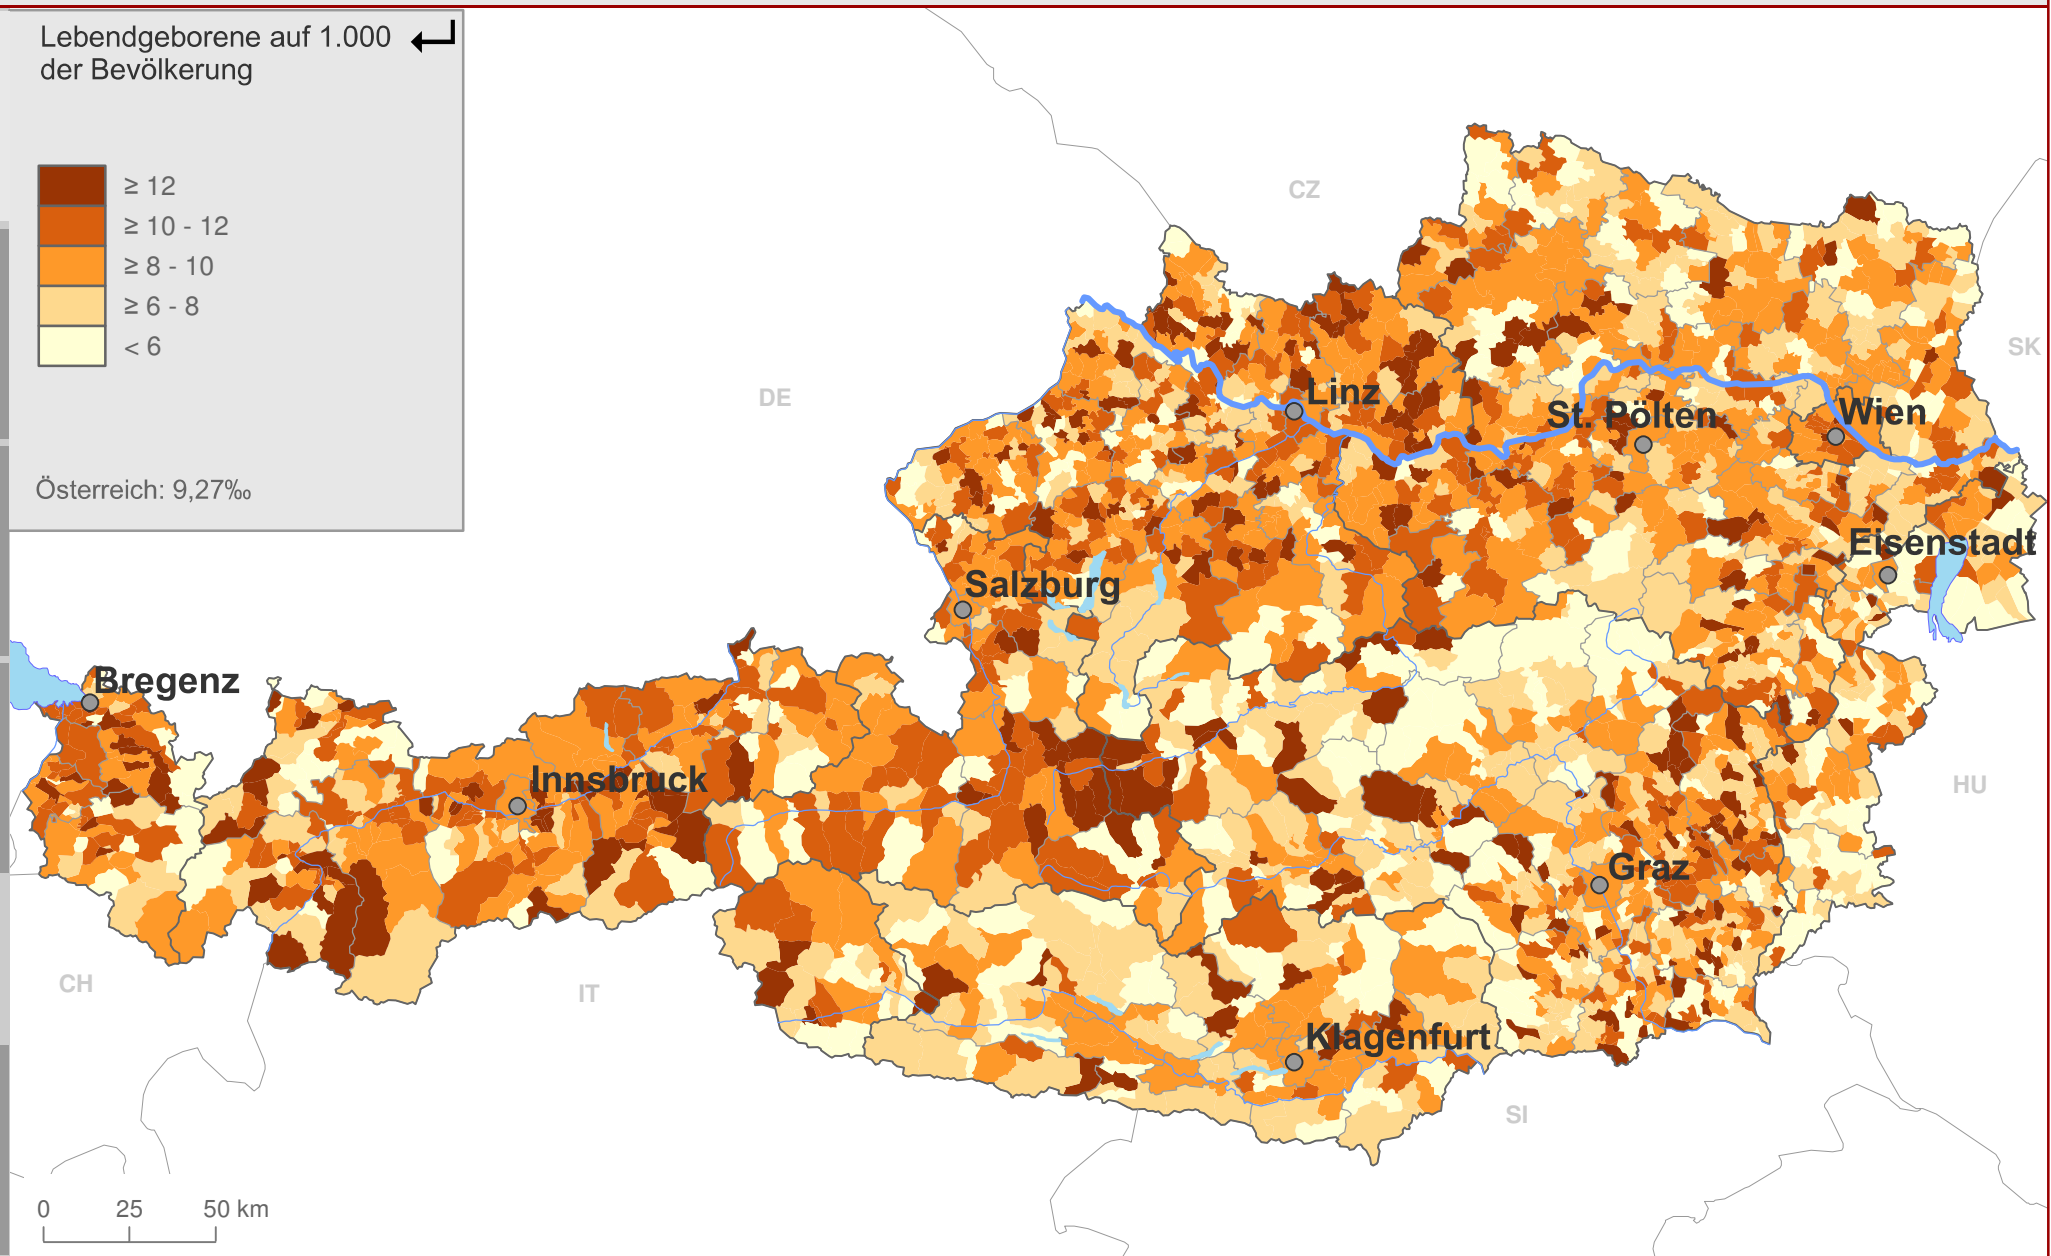 Lebendgeborene auf 1.000
der Bevölkerung
≥ 12
≥ 10 - 12
≥ 8 - 10
≥ 6 - 8
< 6
Österreich: 9,27‰
CZ
SK
DE
Linz
St. Pölten
Wien
Eisenstadt
Salzburg
Bregenz
Innsbruck
HU
Graz
CH
IT
Klagenfurt
SI
0 25 50 km